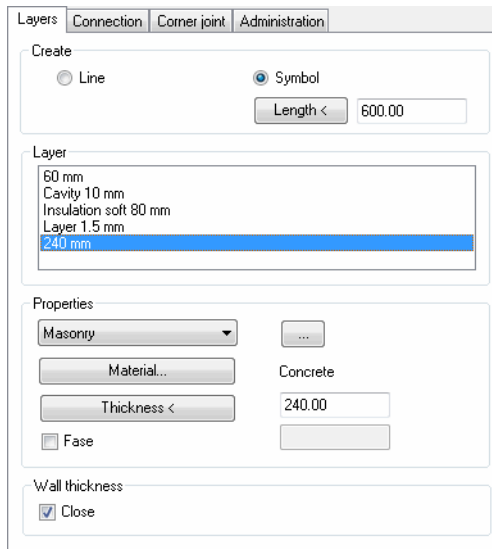 Layers Connection Corner joint Administration
Create
Line Symbol
Length < 600.00
Layer
60 mm
Cavity 10 mm
Insulation soft 80 mm
Layer 1.5 mm
240 mm
Properties
Masonry ...
Material... Concrete
Thickness < 240.00
Fase
Wall thickness
Close